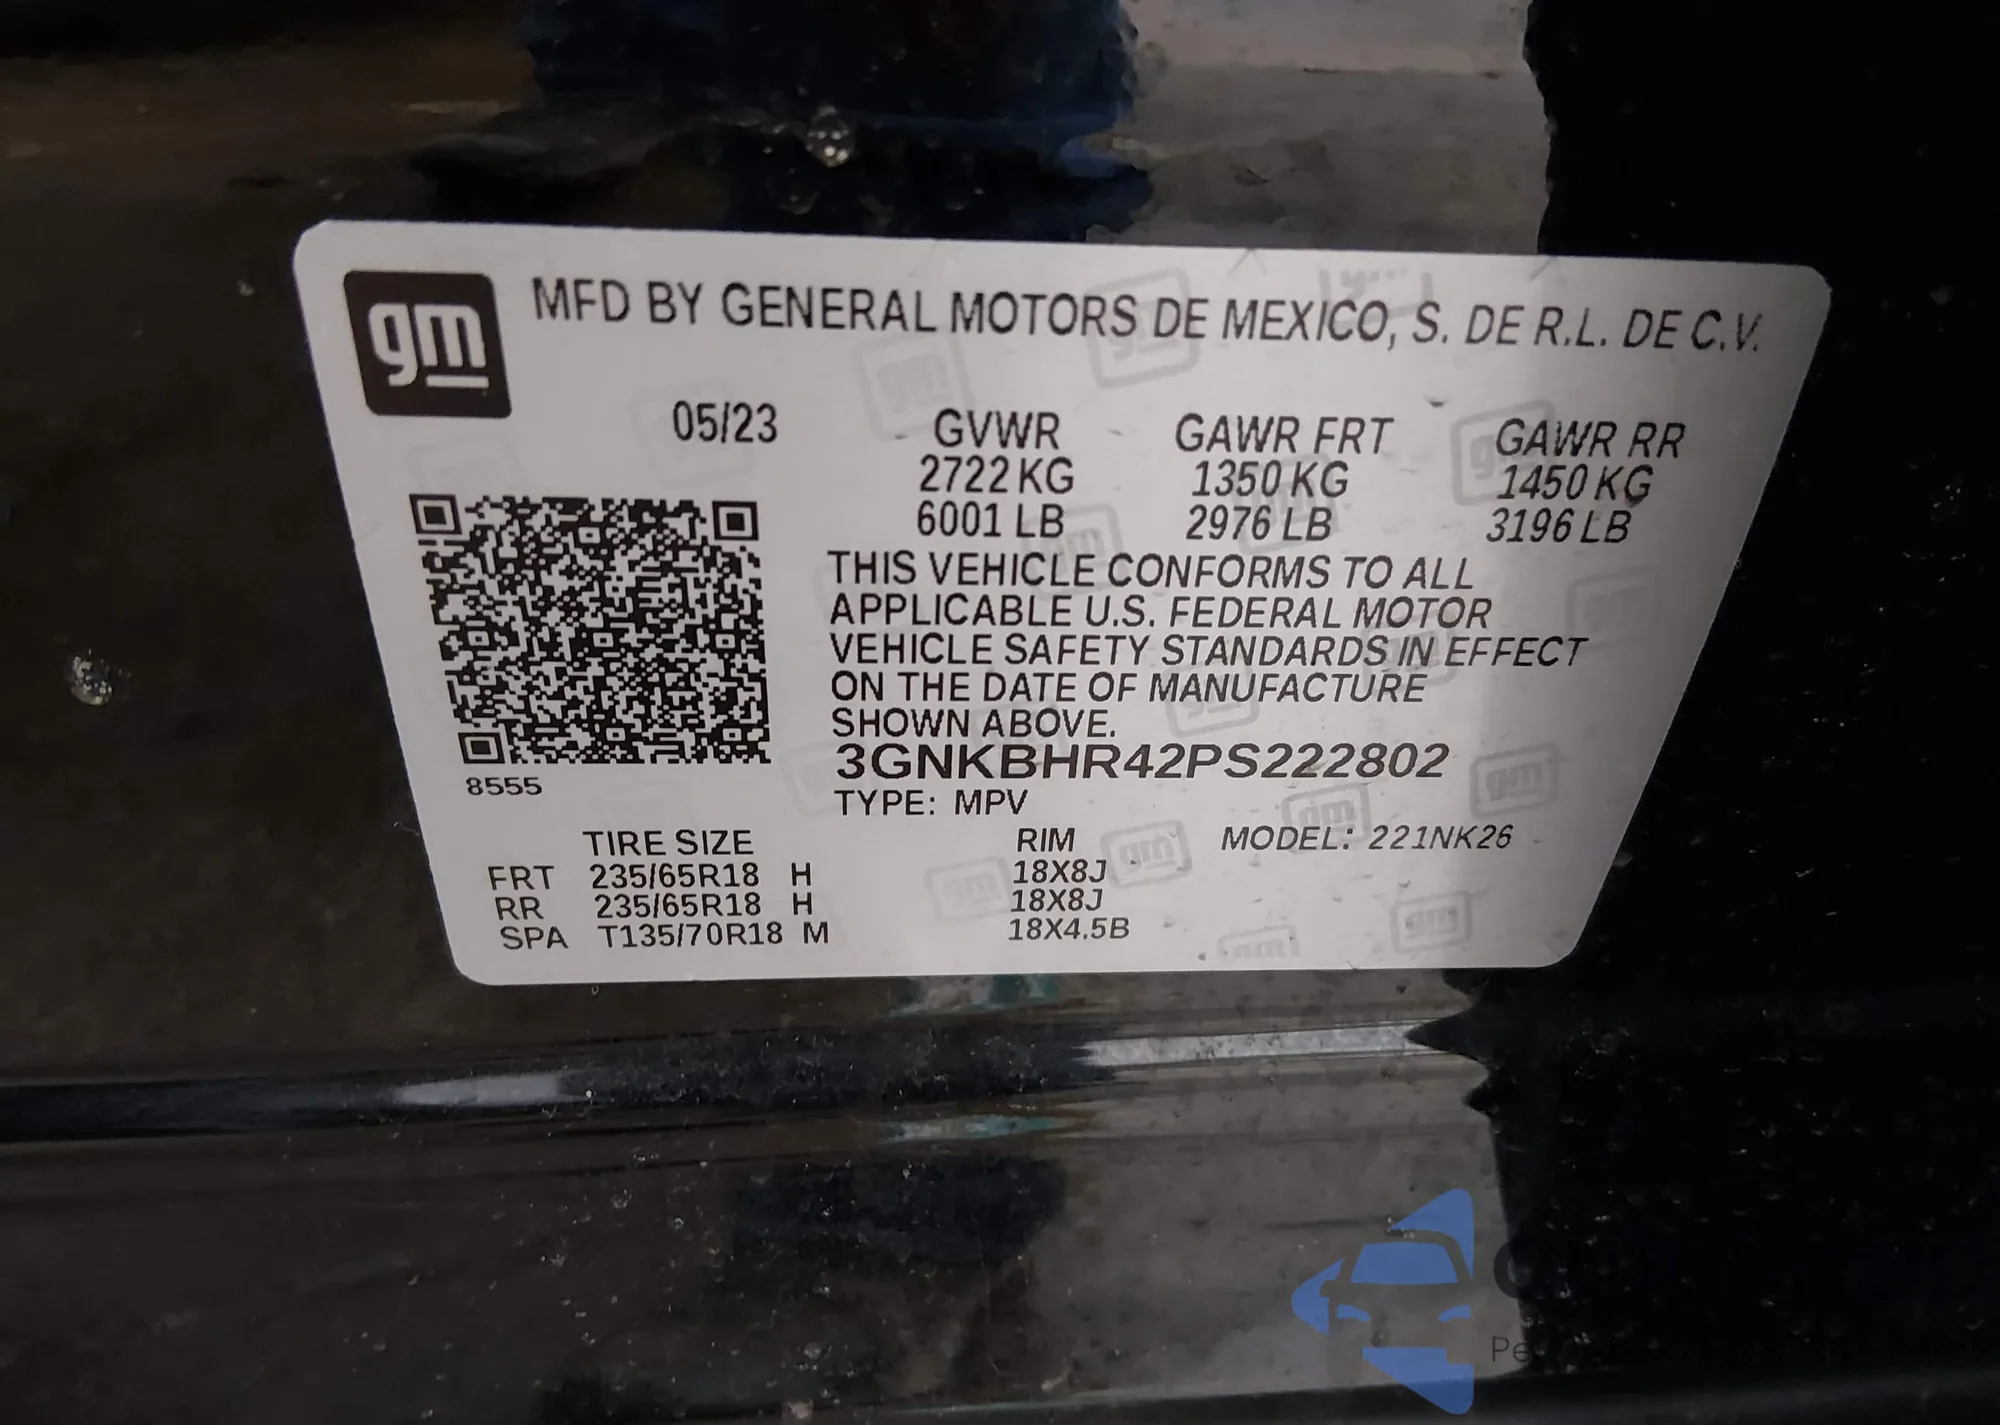 gm
MFD BY GENERAL MOTORS DE MEXICO, S. DE R.L. DE C.V.
05/23 GVWR GAWR FRT GAWR RR
2722 KG 1350 KG 1450 KG
6001 LB 2976 LB 3196 LB
THIS VEHICLE CONFORMS TO ALL
APPLICABLE U.S. FEDERAL MOTOR
VEHICLE SAFETY STANDARDS IN EFFECT
ON THE DATE OF MANUFACTURE
SHOWN ABOVE.
3GNKBHR42PS222802
8555
TYPE: MPV
TIRE SIZE RIM MODEL: 221NK26
FRT 235/65R18 H 18X8J
RR 235/65R18 H 18X8J
SPA T135/70R18 M 18X4.5B